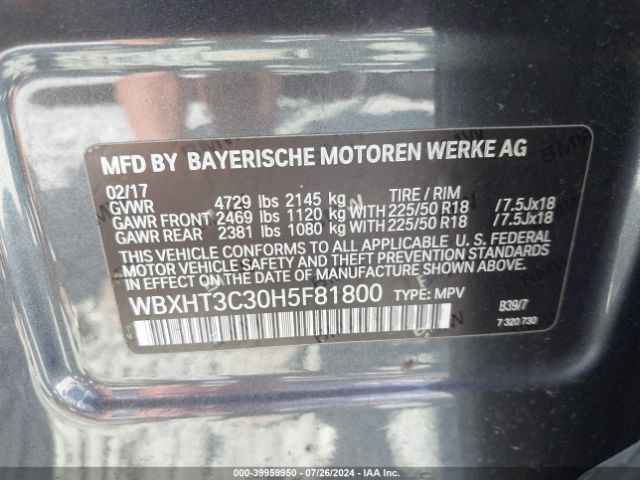 MFD BY BAYERISCHE MOTOREN WERKE AG
02/17
GVWR 4729 lbs 2145 kg TIRE / RIM
GAWR FRONT 2469 lbs 1120 kg WITH 225/50 R18 /7.5Jx18
GAWR REAR 2381 lbs 1080 kg WITH 225/50 R18 /7.5Jx18
THIS VEHICLE CONFORMS TO ALL APPLICABLE U. S. FEDERAL
MOTOR VEHICLE SAFETY AND THEFT PREVENTION STANDARDS
IN EFFECT ON THE DATE OF MANUFACTURE SHOWN ABOVE.
WBXHT3C30H5F81800 TYPE: MPV B39/7
7 320 730
000-39959950 / 07/26/2024 / IAA Inc.